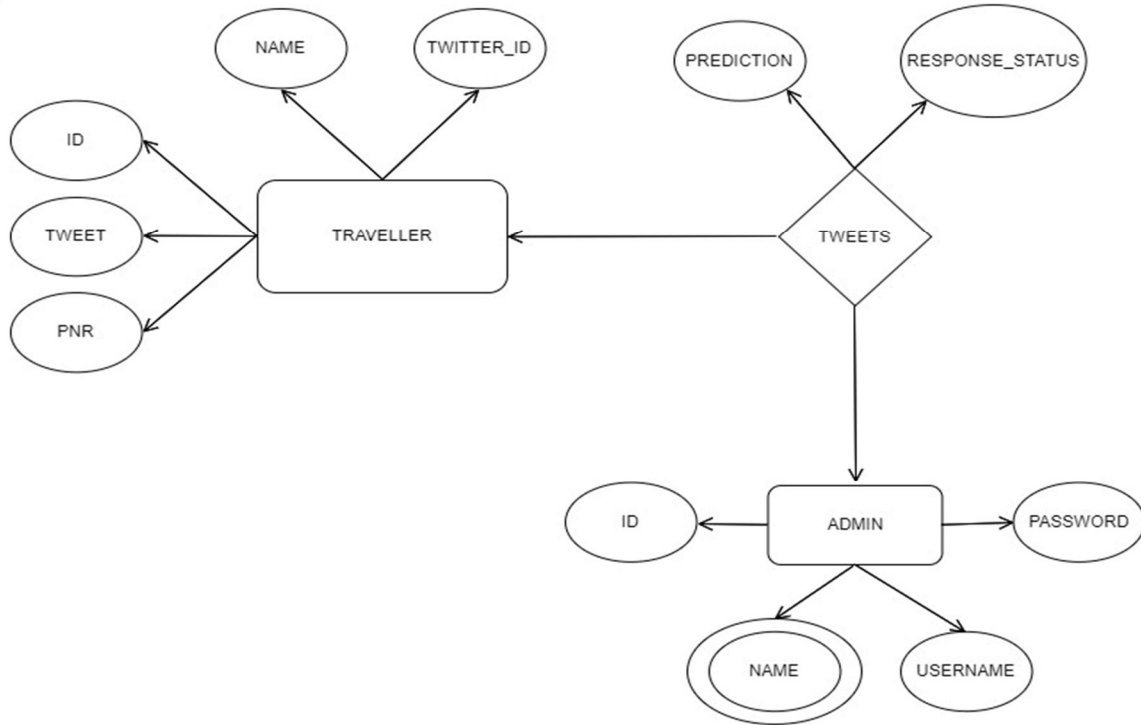 NAME
TWITTER_ID
PREDICTION
RESPONSE_STATUS
ID
TWEET
TRAVELLER
TWEETS
PNR
ID
ADMIN
PASSWORD
NAME
USERNAME